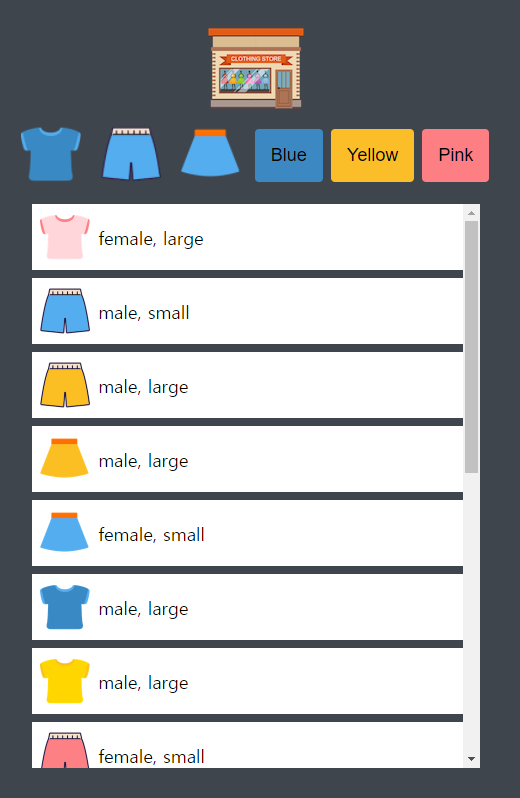 CLOTHING STORE
Blue
Yellow
Pink
female, large
male, small
male, large
male, large
female, small
male, large
male, large
female, small